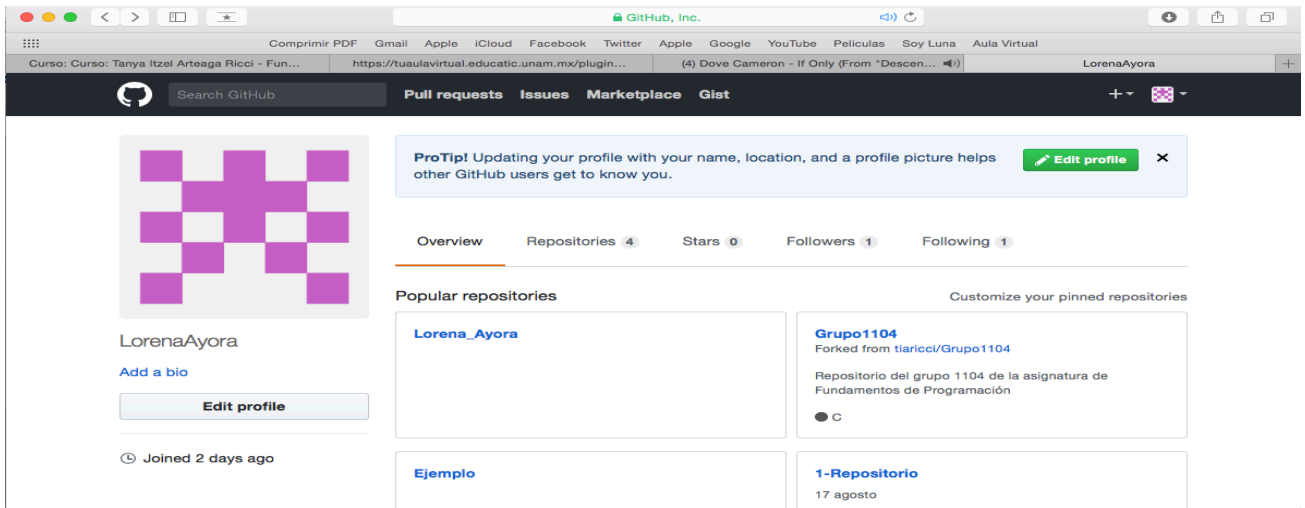 GitHub, Inc.
Comprimir PDF Gmail Apple iCloud Facebook Twitter Apple Google YouTube Peliculas Soy Luna Aula Virtual
Curso: Curso: Tanya Itzel Arteaga Ricci - Fun... https://tuaulavirtual.educatic.unam.mx/plugin... (4) Dove Cameron - If Only (From "Descen... LorenaAyora
Search GitHub Pull requests Issues Marketplace Gist
ProTip! Updating your profile with your name, location, and a profile picture helps
other GitHub users get to know you.
Edit profile
Overview Repositories 4 Stars 0 Followers 1 Following 1
Popular repositories Customize your pinned repositories
LorenaAyora
Add a bio
Edit profile
Joined 2 days ago
Lorena_Ayora
Grupo1104
Forked from tiaricci/Grupo1104
Repositorio del grupo 1104 de la asignatura de
Fundamentos de Programación
C
Ejemplo
1-Repositorio
17 agosto